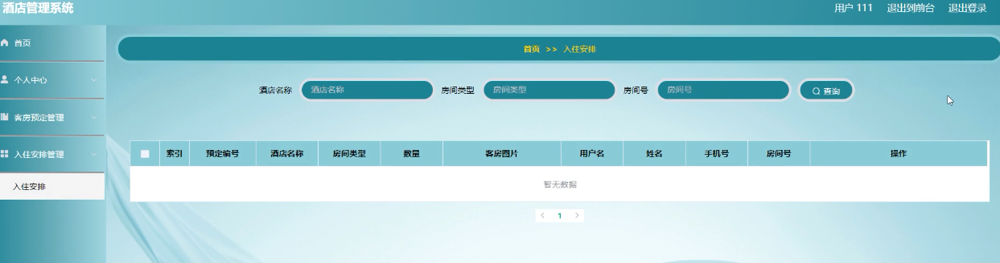 酒店管理系统
用户 111 退出到前台 退出登录
首页
个人中心
客房预定管理
入住安排管理
入住安排
首页 >> 入住安排
酒店名称 酒店名称 房间类型 房间类型 房间号 房间号 查询
索引 预定编号 酒店名称 房间类型 数量 客房图片 用户名 姓名 手机号 房间号 操作
暂无数据
1